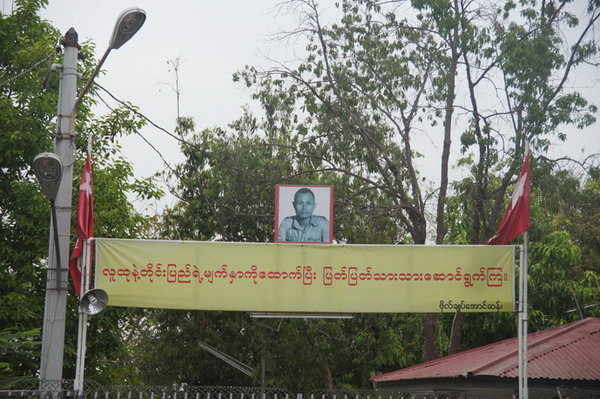 လူထုနဲ့တိုင်းပြည်ရဲ့မျက်နှာကိုထောက်ပြီး ပြတ်ပြတ်သားသားဆောင်ရွက်ကြ။
ဗိုလ်ချုပ်အောင်ဆန်း